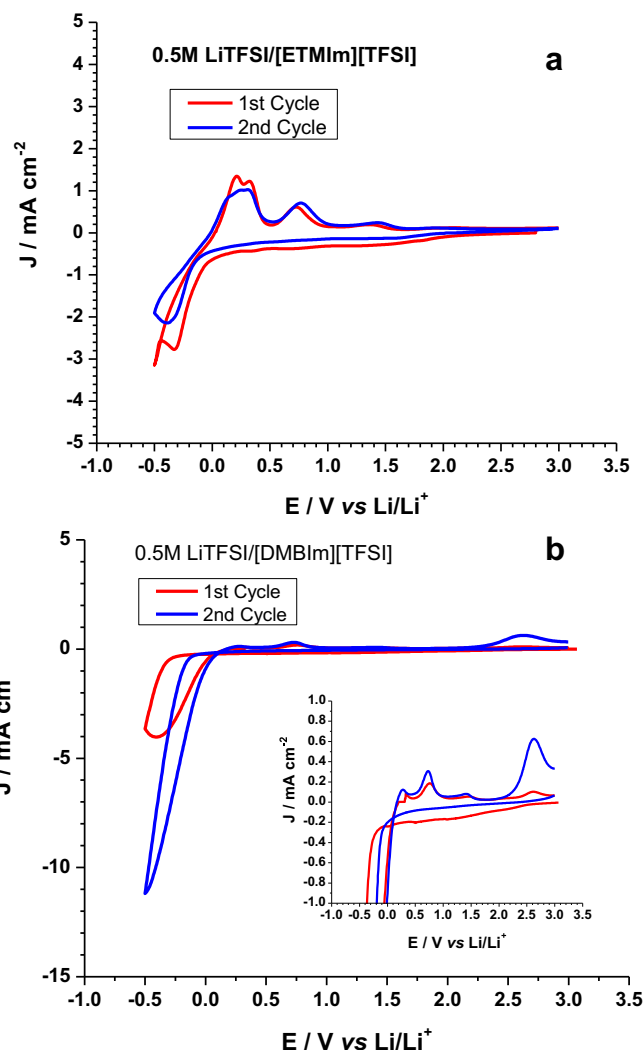 5
4
3
2
1
0
-1
-2
-3
-4
-5
J / mA cm-2
0.5M LiTFSI/[ETMIm][TFSI]
a
1st Cycle
2nd Cycle
-1.0 -0.5 0.0 0.5 1.0 1.5 2.0 2.5 3.0 3.5
E / V vs Li/Li+
5
0
-5
-10
-15
J / mA cm
0.5M LiTFSI/[DMBIm][TFSI]
b
1st Cycle
2nd Cycle
1.0
0.8
0.6
0.4
0.2
0.0
-0.2
-0.4
-0.6
-0.8
-1.0
J / mA cm-2
-1.0 -0.5 0.0 0.5 1.0 1.5 2.0 2.5 3.0 3.5
E / V vs Li/Li+
-1.0 -0.5 0.0 0.5 1.0 1.5 2.0 2.5 3.0 3.5
E / V vs Li/Li+